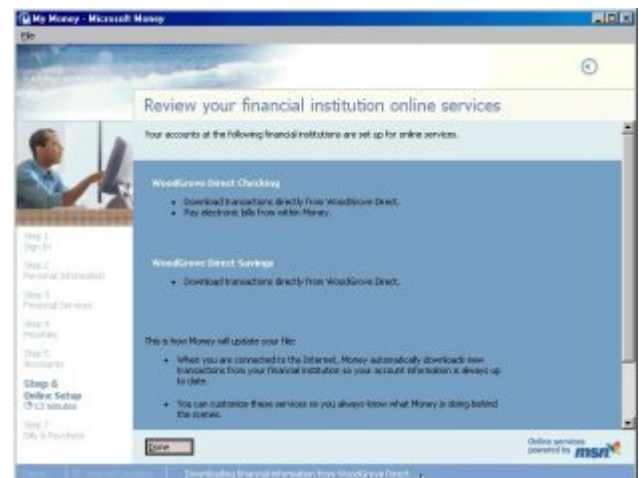 My Money - Microsoft Money
File
Review your financial institution online services
Your accounts at the following financial institutions are set up for online services.
WoodGrove Direct Checking
• Download transactions directly from WoodGrove Direct.
• Pay electronic bills from within Money.
WoodGrove Direct Savings
• Download transactions directly from WoodGrove Direct.
This is how Money will update your file:
• When you are connected to the Internet, Money automatically downloads new
transactions from your financial institution so your account information is always up
to date.
• You can customize these services so you always know what Money is doing behind
the scenes.
Step 1
Sign In
Step 2
Personal Information
Step 3
Financial Services
Step 4
Step 5
Accounts
Step 6
Online Setup
Step 7
Bills & Paycheck
Done
Online services
powered by msn
Downloading financial information from WoodGrove Direct